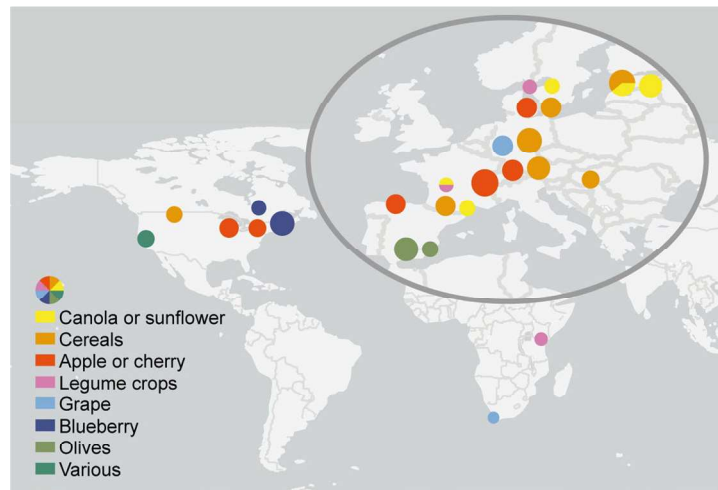 Canola or sunflower
Cereals
Apple or cherry
Legume crops
Grape
Blueberry
Olives
Various